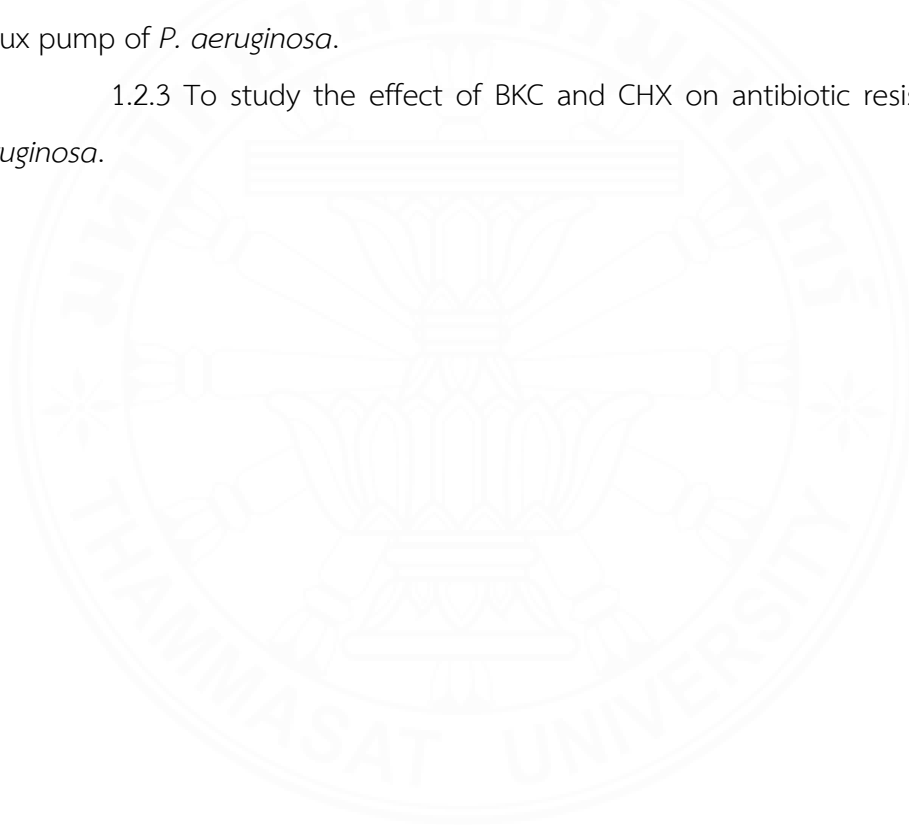 ux pump of P. aeruginosa.
1.2.3 To study the effect of BKC and CHX on antibiotic resis
uginosa.
THAMMASAT UNIVERSITY